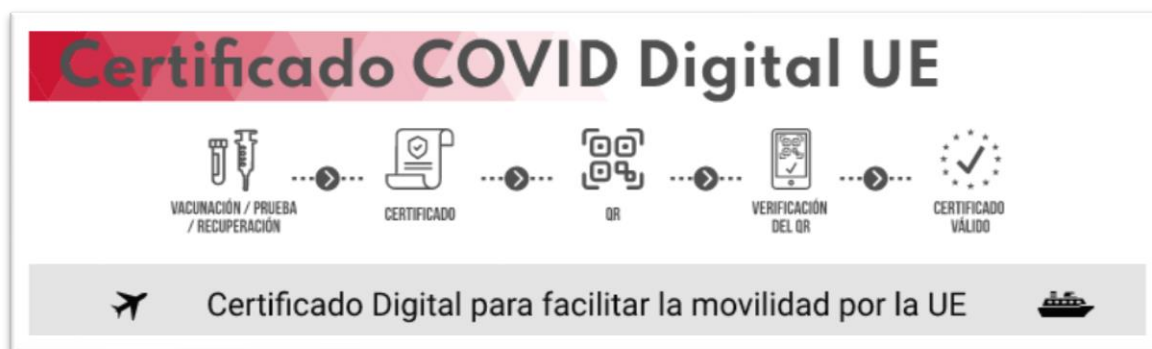 Certificado COVID Digital UE
VACUNACIÓN / PRUEBA
/ RECUPERACIÓN
CERTIFICADO
QR
VERIFICACIÓN
DEL QR
CERTIFICADO
VÁLIDO
Certificado Digital para facilitar la movilidad por la UE